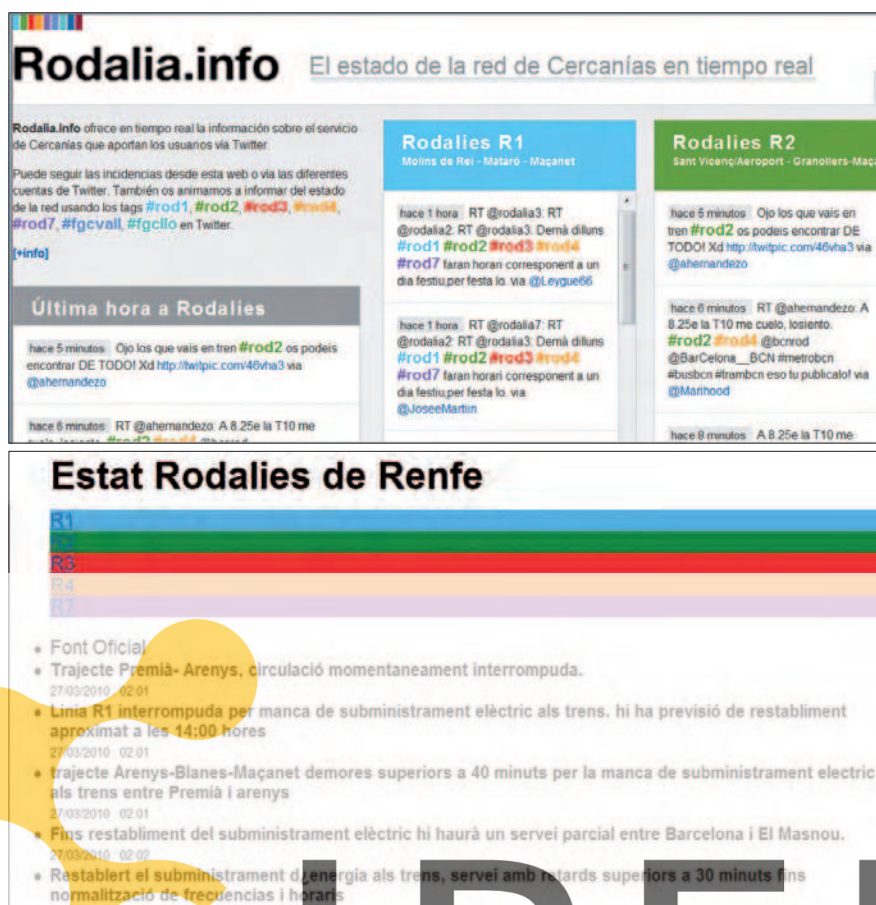 Rodalia.info El estado de la red de Cercanías en tiempo real
Rodalia.Info ofrece en tiempo real la información sobre el servicio
de Cercanías que aportan los usuarios vía Twitter.
Puede seguir las incidencias desde esta web o vía las diferentes
cuentas de Twitter. También os animamos a informar del estado
de la red usando los tags #rod1, #rod2, #rod3, #rod4,
#rod7, #fgcvall, #fgcllo en Twitter.
[+info]
Última hora a Rodalies
hace 5 minutos Ojo los que vais en tren #rod2 os podeis
encontrar DE TODO! Xd http://twitpic.com/46vha3 via
@ahernandezo
hace 6 minutos RT @ahernandezo: A 8.25e la T10 me
Rodalies R1
Molins de Rei - Mataró - Maçanet
hace 1 hora RT @rodalia3: RT
@rodalia2: RT @rodalia3: Demà dilluns
#rod1 #rod2 #rod3 #rod4
#rod7 faran horari corresponent a un
dia festiu,per festa lo. via @Leygue66
hace 1 hora RT @rodalia7: RT
@rodalia2: RT @rodalia3: Demà dilluns
#rod1 #rod2 #rod3 #rod4
#rod7 faran horari corresponent a un
dia festiu,per festa lo. via
@JoseeMartiin
Rodalies R2
Sant Vicenç/Aeroport - Granollers-Maç
hace 5 minutos Ojo los que vais en
tren #rod2 os podeis encontrar DE
TODO! Xd http://twitpic.com/46vha3 via
@ahernandezo
hace 6 minutos RT @ahernandezo: A
8.25e la T10 me cuelo, losiento.
#rod2 #rod4 @bcnrod
@BarCelona__BCN #metrobcn
#busbcn #trambcn eso tu publicalo! via
@Marihood
hace 8 minutos A 8.25e la T10 me
Estat Rodalies de Renfe
R1
R2
R3
R4
R7
Font Oficial
Trajecte Premià- Arenys, circulació momentaneament interrompuda.
27/03/2010 02:01
Linia R1 interrompuda per manca de subministrament elèctric als trens. hi ha previsió de restabliment
aproximat a les 14:00 hores
27/03/2010 02:01
trajecte Arenys-Blanes-Maçanet demores superiors a 40 minuts per la manca de subministrament electric
als trens entre Premià i arenys
27/03/2010 02:01
Fins restabliment del subministrament elèctric hi haurà un servei parcial entre Barcelona i El Masnou.
27/03/2010 02:02
Restablert el subministrament d¿energia als trens, servei amb retards superiors a 30 minuts fins
normalització de frecuencias i horaris